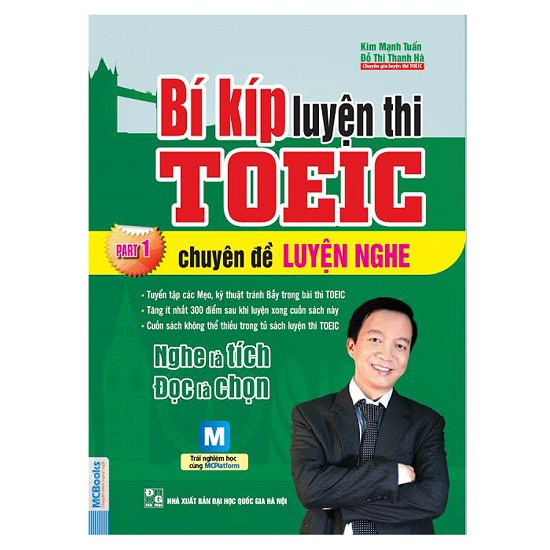 Kim Mạnh Tuấn
Đỗ Thị Thanh Hà
Chuyên gia luyện thi TOEIC
Bí kíp luyện thi
TOEIC
PART 1
chuyên đề LUYỆN NGHE
• Tuyển tập các Mẹo, kỹ thuật tránh Bẫy trong bài thi TOEIC
• Tăng ít nhất 300 điểm sau khi luyện xong cuốn sách này
• Cuốn sách không thể thiếu trong tủ sách luyện thi TOEIC
Nghe là tích
Đọc là chọn
M
Trải nghiệm học
cùng MCPlatform
MCBooks
NHÀ XUẤT BẢN ĐẠI HỌC QUỐC GIA HÀ NỘI